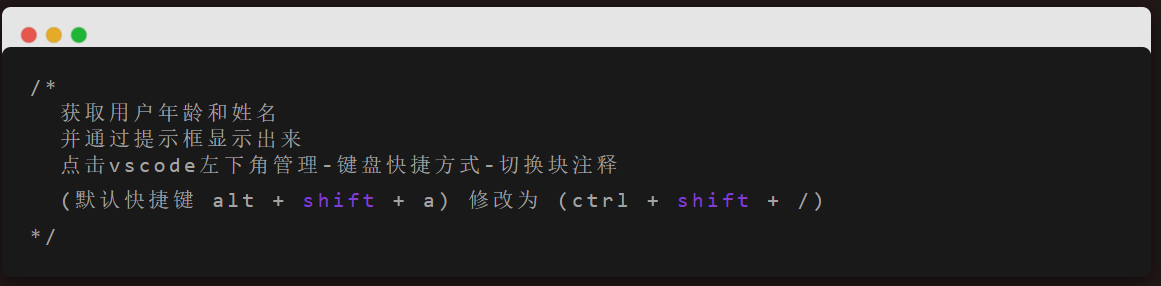 /*
获取用户年龄和姓名
并通过提示框显示出来
点击vscode左下角管理-键盘快捷方式-切换块注释
(默认快捷键 alt + shift + a) 修改为 (ctrl + shift + /)
*/